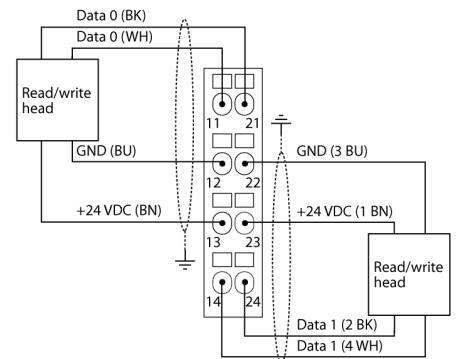 Data 0 (BK)
Data 0 (WH)
Read/write
head
11 21
GND (BU)
GND (3 BU)
12 22
+24 VDC (BN)
+24 VDC (1 BN)
13 23
Read/write
head
14 24
Data 1 (2 BK)
Data 1 (4 WH)